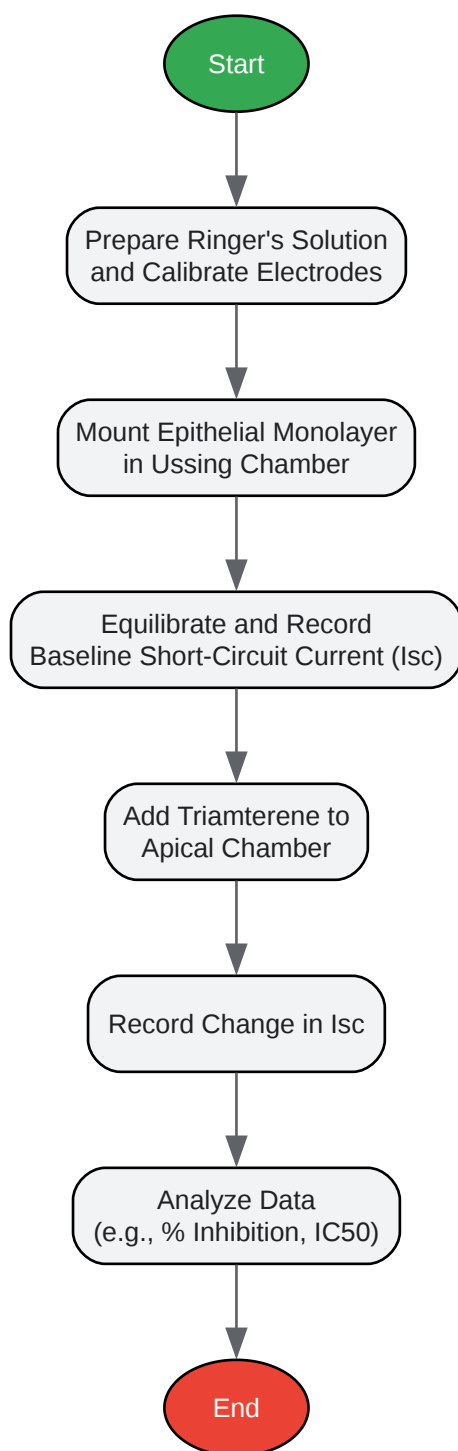 Start
Prepare Ringer's Solution
and Calibrate Electrodes
Mount Epithelial Monolayer
in Ussing Chamber
Equilibrate and Record
Baseline Short-Circuit Current (Isc)
Add Triamterene to
Apical Chamber
Record Change in Isc
Analyze Data
(e.g., % Inhibition, IC50)
End